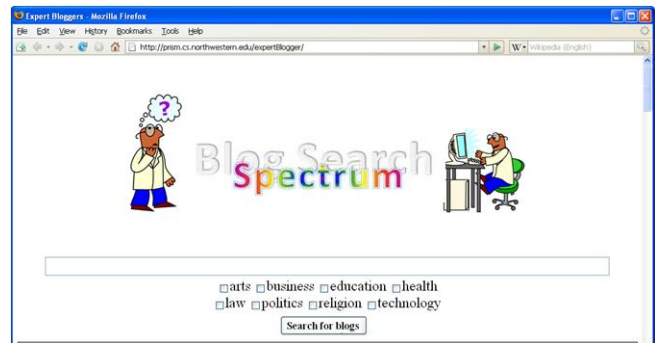 Expert Bloggers - Mozilla Firefox
File Edit View History Bookmarks Tools Help
http://prism.cs.northwestern.edu/expertBlogger/ W Wikipedia (English)
?
Blog Search
Spectrum
arts business education health
law politics religion technology
Search for blogs